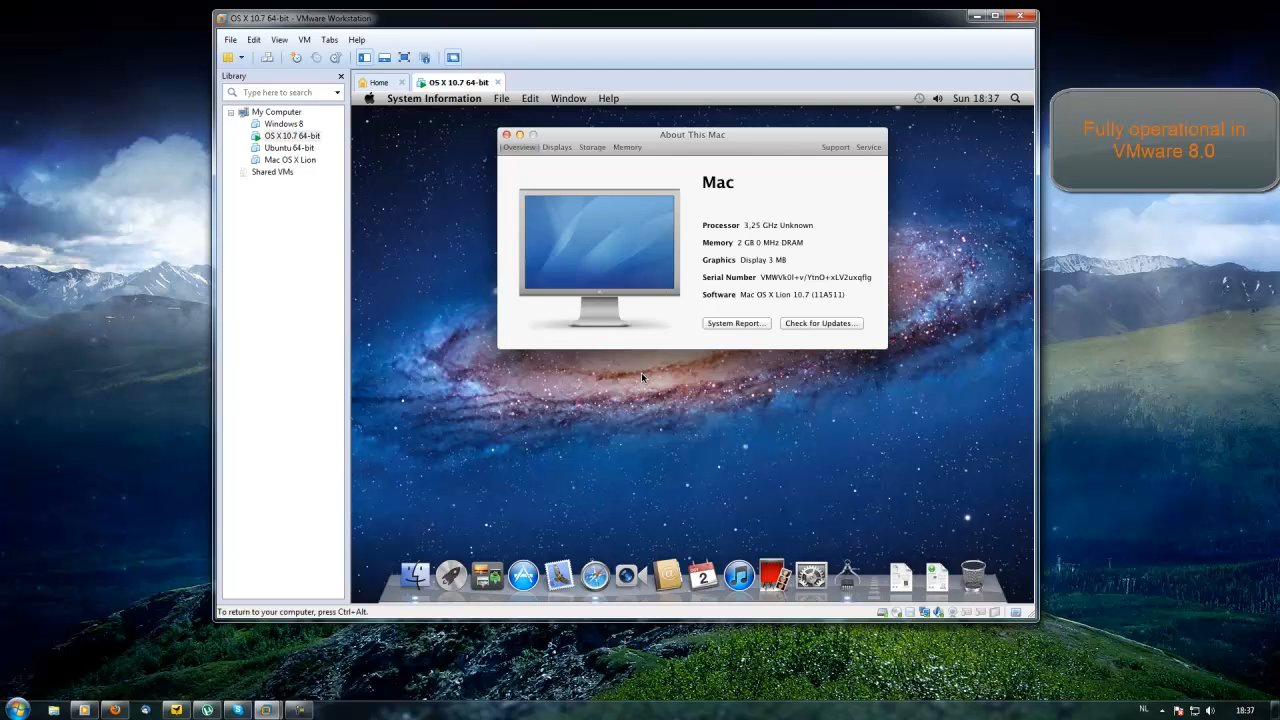 OS X 10.7 64-bit - VMware Workstation
File Edit View VM Tabs Help
Library
Type here to search
My Computer
Windows 8
OS X 10.7 64-bit
Ubuntu 64-bit
Mac OS X Lion
Shared VMs
Home OS X 10.7 64-bit
System Information File Edit Window Help Sun 18:37
About This Mac
Overview Displays Storage Memory Support Service
Mac
Processor 3,25 GHz Unknown
Memory 2 GB 0 MHz DRAM
Graphics Display 3 MB
Software Mac OS X Lion 10.7 (11A511)
Serial Number
System Report... Check for Updates...
Fully operational in
VMware 8.0
2
To return to your computer, press Ctrl+Alt.
NL 18:37